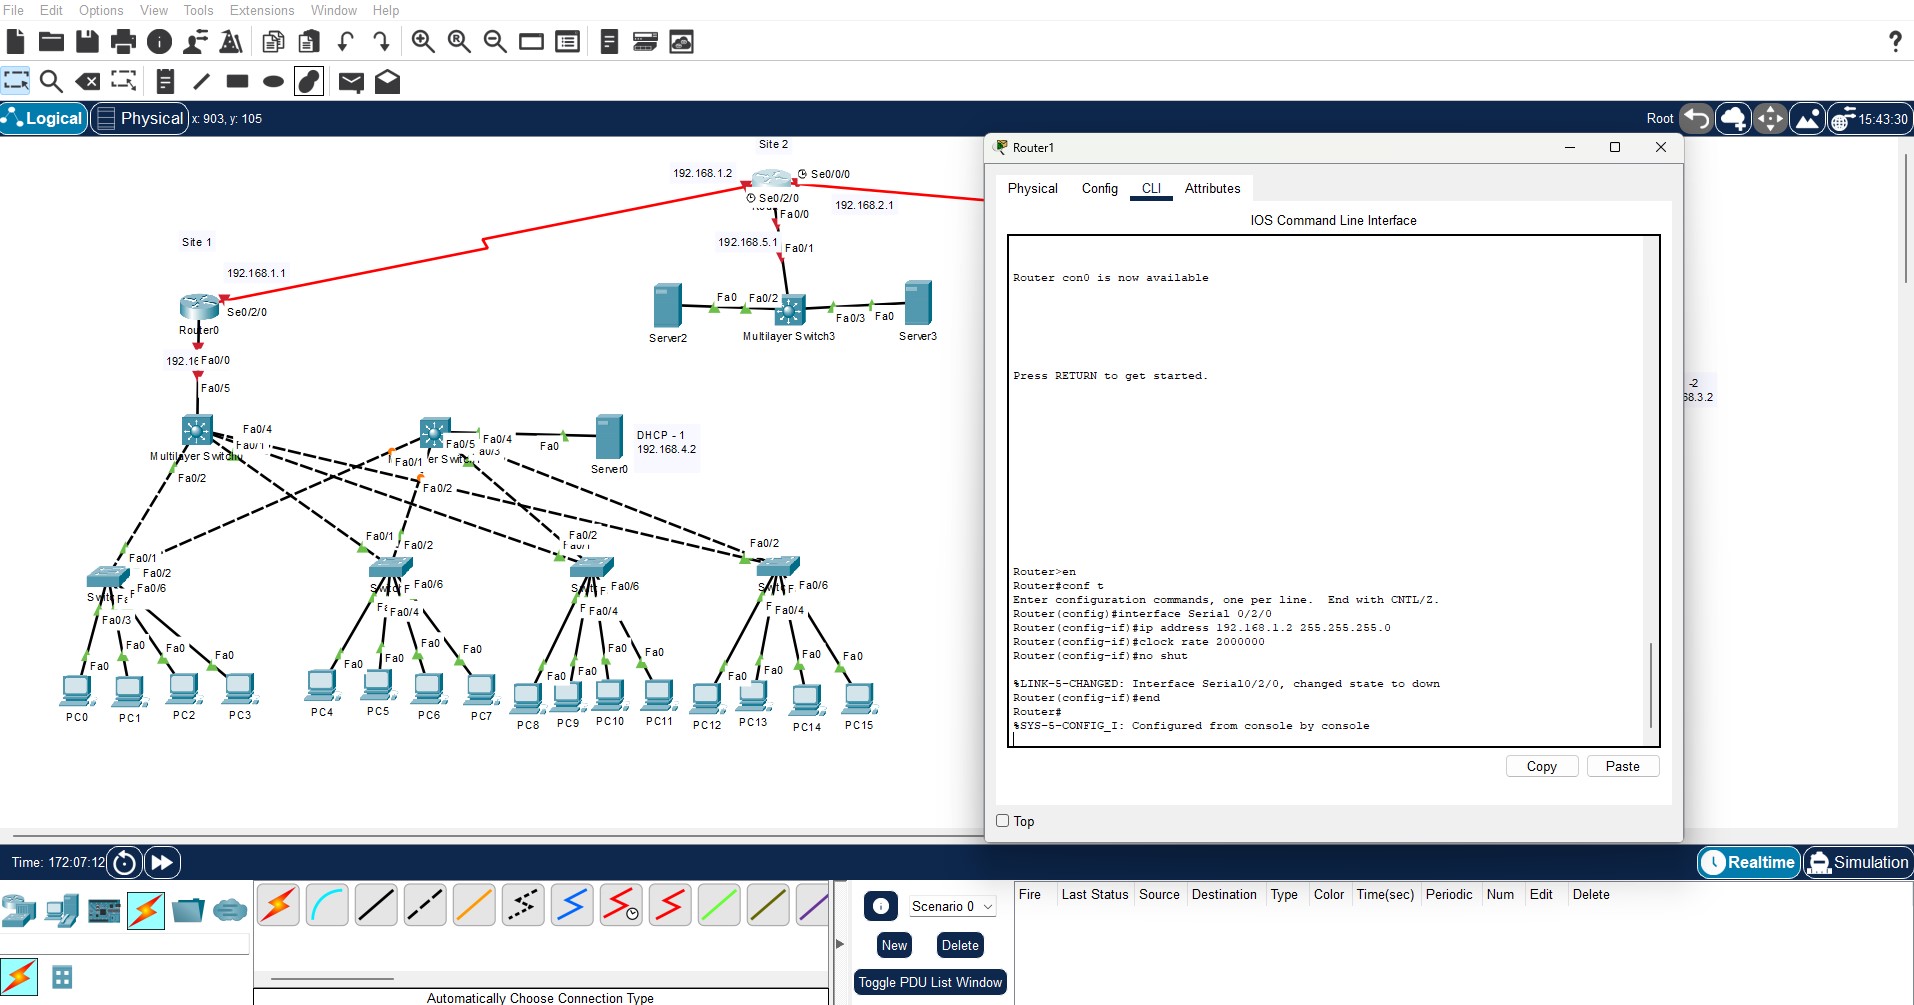 File Edit Options View Tools Extensions Window Help
?
Logical Physical x: 903, y: 105
Root 15:43:30
Site 2
192.168.1.2
Se0/0/0
Se0/2/0
192.168.2.1
Fa0/0
192.168.5.1
Fa0/1
Site 1
192.168.1.1
Se0/2/0
Router0
Fa0/0
Fa0/5
Fa0 Fa0/2
Fa0/3 Fa0
Server2
Multilayer Switch3
Server3
Fa0/4
Fa0/2
Fa0/5 Fa0/4
Fa0
Fa0/1
Fa0/2
Server0
DHCP - 1
192.168.4.2
Fa0/1
Fa0/2
Fa0/6
Fa0/3
Fa0
Fa0
Fa0
Fa0
PC0
PC1
PC2
PC3
Fa0/1
Fa0/2
Fa0/6
Fa0/4
Fa0
Fa0
Fa0
Fa0
PC4
PC5
PC6
PC7
Fa0/2
Fa0/6
Fa0/4
Fa0
Fa0
Fa0
Fa0
PC8
PC9
PC10
PC11
Fa0/2
Fa0/6
Fa0/4
Fa0
Fa0
Fa0
Fa0
PC12
PC13
PC14
PC15
Router1
Physical Config CLI Attributes
IOS Command Line Interface
Router con0 is now available
Press RETURN to get started.
Router>en
Router#conf t
Enter configuration commands, one per line. End with CNTL/Z.
Router(config)#interface Serial 0/2/0
Router(config-if)#ip address 192.168.1.2 255.255.255.0
Router(config-if)#clock rate 2000000
Router(config-if)#no shut
%LINK-5-CHANGED: Interface Serial0/2/0, changed state to down
Router(config-if)#end
Router#
%SYS-5-CONFIG_I: Configured from console by console
Copy Paste
Top
-2
68.3.2
Time: 172:07:12
Realtime Simulation
Scenario 0
New Delete
Toggle PDU List Window
Fire Last Status Source Destination Type Color Time(sec) Periodic Num Edit Delete
Automatically Choose Connection Type